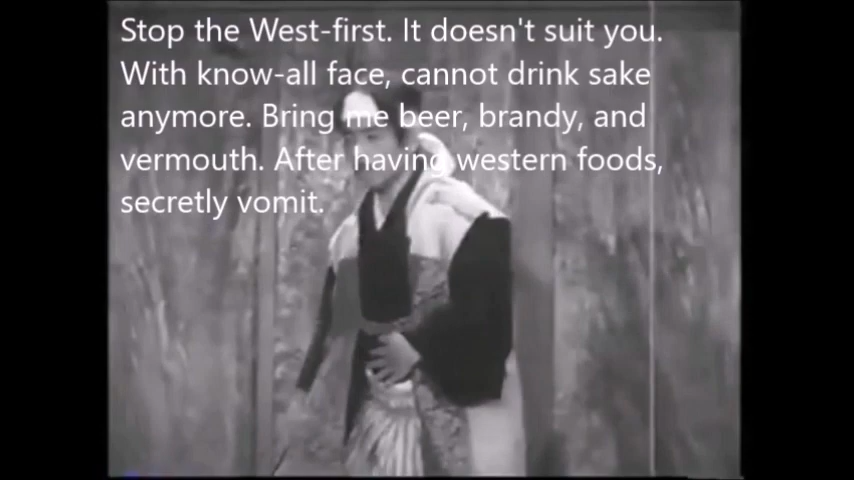 Stop the West-first. It doesn't suit you.
With know-all face, cannot drink sake
anymore. Bring me beer, brandy, and
vermouth. After having western foods,
secretly vomit.